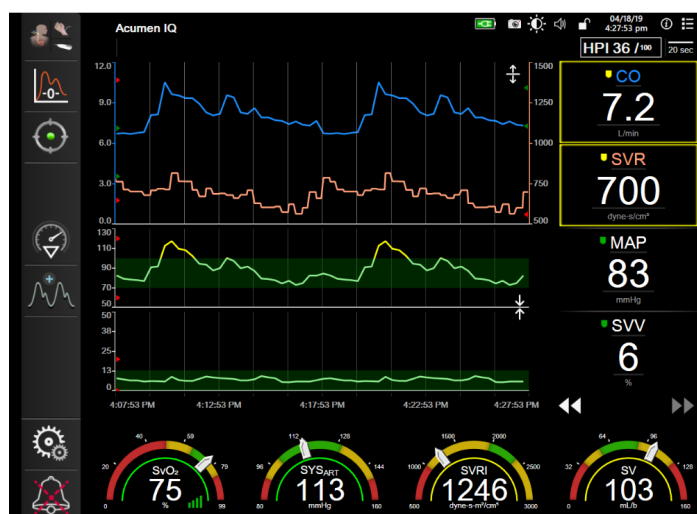 Acumen IQ
04/18/19
4:27:53 pm
HPI 36 /100
20 sec
-0-
12.0
9.0
6.0
3.0
0.0
1500
1250
1000
750
500
130
110
90
70
50
50
38
25
13
0
4:07:53 PM
4:12:53 PM
4:17:53 PM
4:22:53 PM
4:27:53 PM
CO
7.2
L/min
SVR
700
dyne-s/cm⁵
MAP
83
mmHg
SVV
6
%
0
20
40
59
79
99
SvO₂
75
%
80
96
112
128
144
160
SYSART
113
mmHg
500
1000
1500
2000
2500
3000
SVRI
1246
dyne-s-m²/cm⁵
0
32
64
96
128
160
SV
103
mL/b